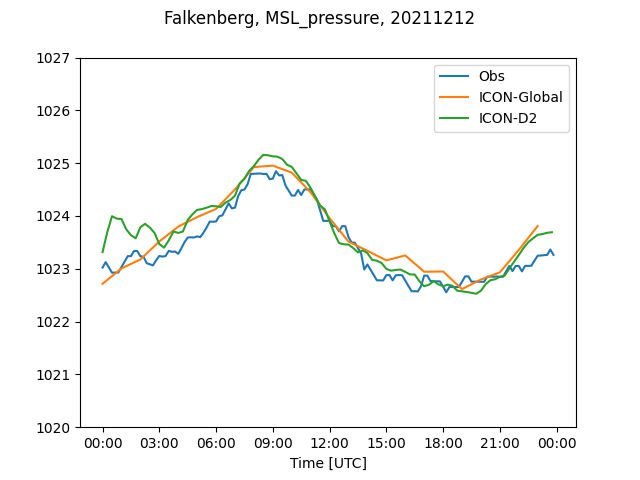 Falkenberg, MSL_pressure, 20211212
1027
1026
1025
1024
1023
1022
1021
1020
Obs
ICON-Global
ICON-D2
00:00 03:00 06:00 09:00 12:00 15:00 18:00 21:00 00:00
Time [UTC]